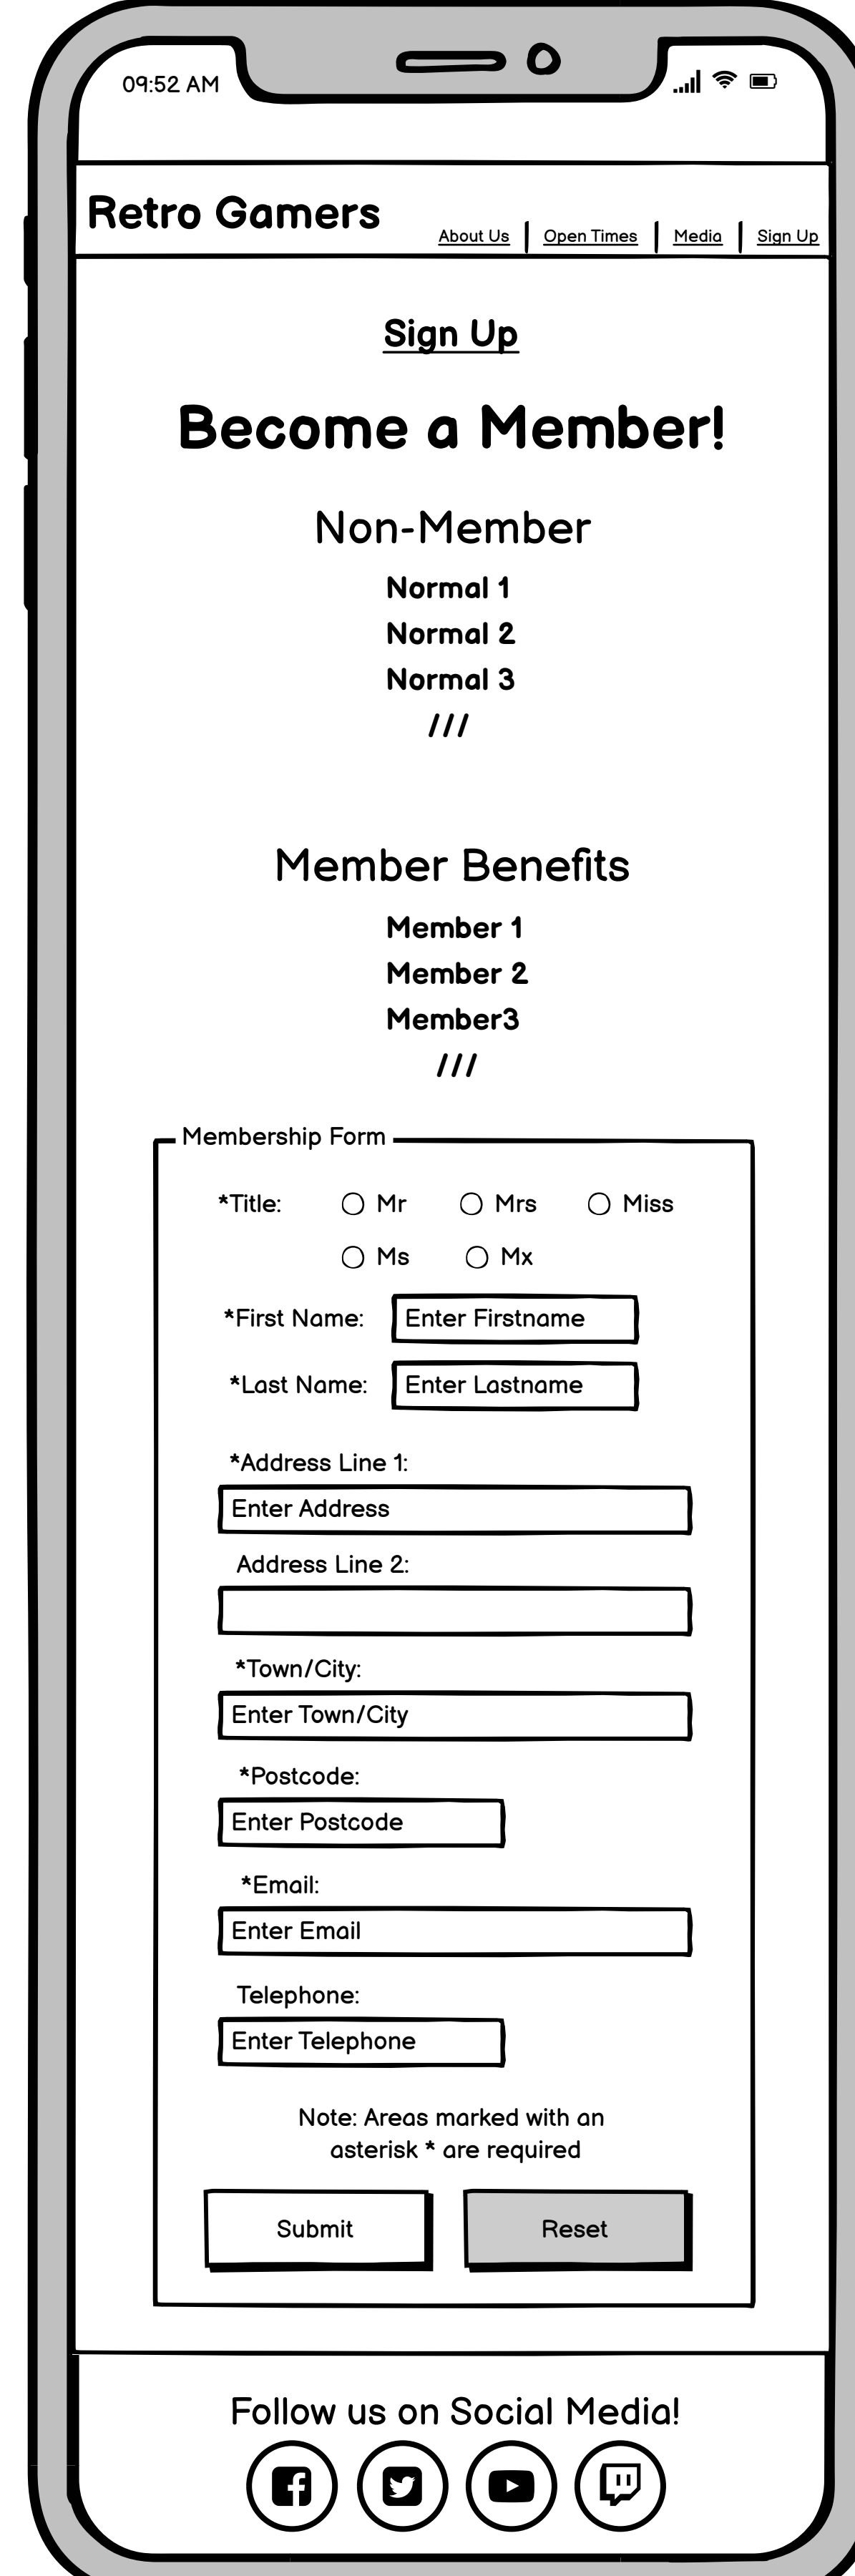 09:52 AM
Retro Gamers
About Us | Open Times | Media | Sign Up
Sign Up
Become a Member!
Non-Member
Normal 1
Normal 2
Normal 3
///
Member Benefits
Member 1
Member 2
Member3
///
Membership Form
*Title: Mr Mrs Miss
Ms Mx
*First Name: Enter Firstname
*Last Name: Enter Lastname
*Address Line 1:
Enter Address
Address Line 2:
*Town/City:
Enter Town/City
*Postcode:
Enter Postcode
*Email:
Enter Email
Telephone:
Enter Telephone
Note: Areas marked with an
asterisk * are required
Submit Reset
Follow us on Social Media!